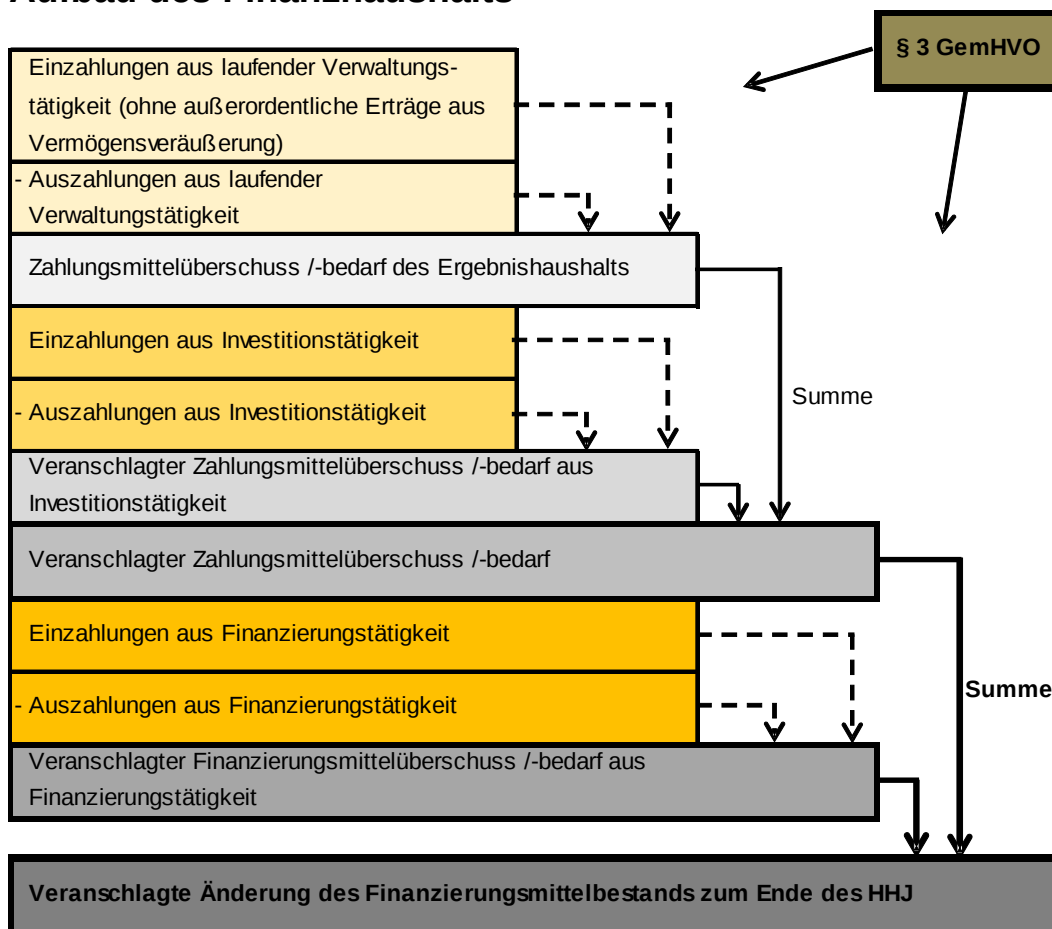 Aufbau des Finanzhaushalts
§ 3 GemHVO
Einzahlungen aus laufender Verwaltungs-
tätigkeit (ohne außerordentliche Erträge aus
Vermögensveräußerung)
- Auszahlungen aus laufender
Verwaltungstätigkeit
Zahlungsmittelüberschuss /-bedarf des Ergebnishaushalts
Einzahlungen aus Investitionstätigkeit
- Auszahlungen aus Investitionstätigkeit
Summe
Veranschlagter Zahlungsmittelüberschuss /-bedarf aus
Investitionstätigkeit
Veranschlagter Zahlungsmittelüberschuss /-bedarf
Einzahlungen aus Finanzierungstätigkeit
- Auszahlungen aus Finanzierungstätigkeit
Summe
Veranschlagter Finanzierungsmittelüberschuss /-bedarf aus
Finanzierungstätigkeit
Veranschlagte Änderung des Finanzierungsmittelbestands zum Ende des HHJ